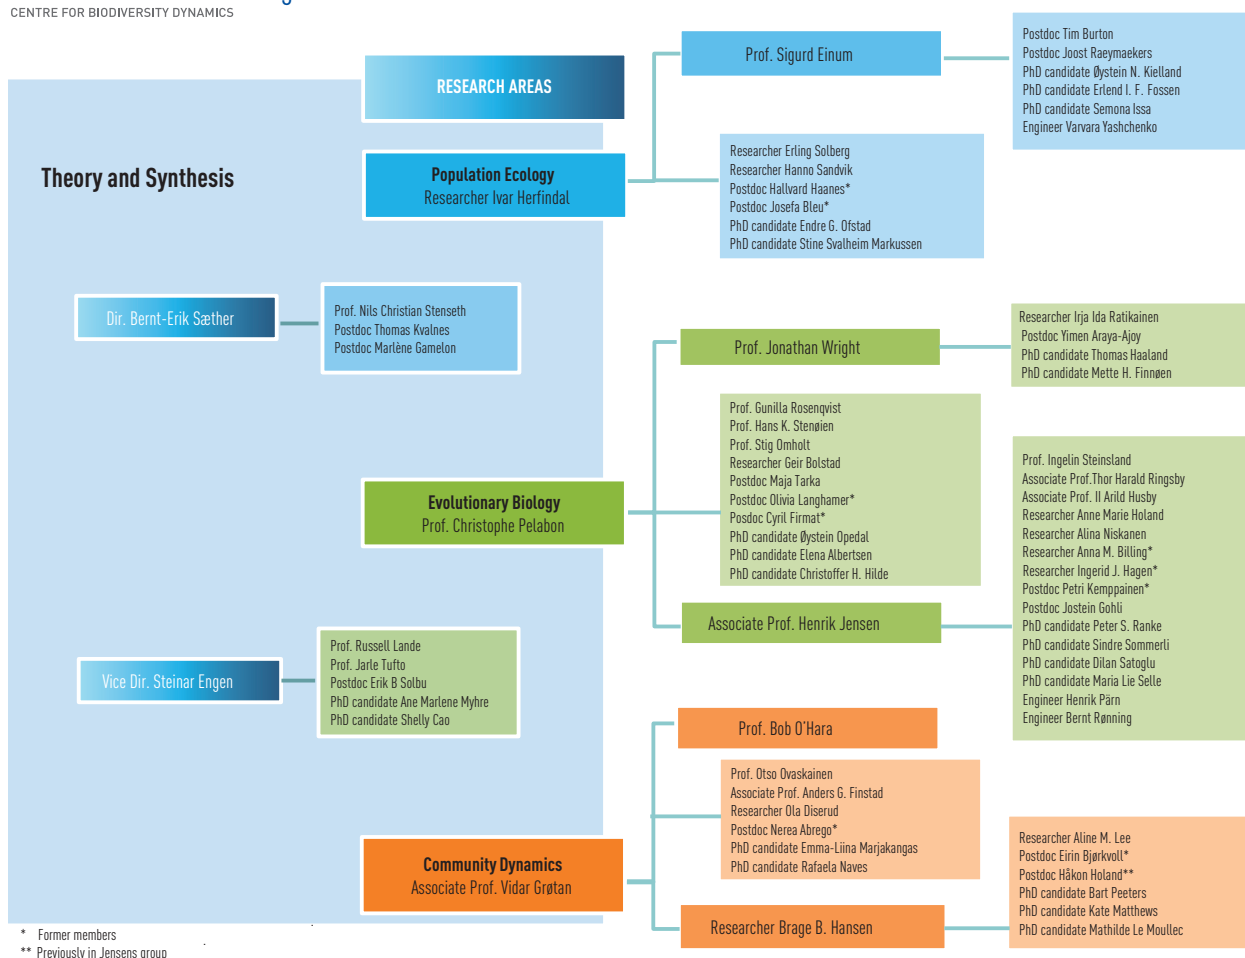 CENTRE FOR BIODIVERSITY DYNAMICS
RESEARCH AREAS
Theory and Synthesis
Population Ecology
Researcher Ivar Herfindal
Prof. Sigurd Einum
Postdoc Tim Burton
Postdoc Joost Raeymaekers
PhD candidate Øystein N. Kielland
PhD candidate Erlend I. F. Fossen
PhD candidate Semona Issa
Engineer Varvara Yashchenko
Researcher Erling Solberg
Researcher Hanno Sandvik
Postdoc Hallvard Haanes*
Postdoc Josefa Bleu*
PhD candidate Endre G. Ofstad
PhD candidate Stine Svalheim Markussen
Dir. Bernt-Erik Sæther
Prof. Nils Christian Stenseth
Postdoc Thomas Kvalnes
Postdoc Marlène Gamelon
Prof. Jonathan Wright
Researcher Irja Ida Ratikainen
Postdoc Yimen Araya-Ajoy
PhD candidate Thomas Haaland
PhD candidate Mette H. Finnøen
Evolutionary Biology
Prof. Christophe Pelabon
Prof. Gunilla Rosenqvist
Prof. Hans K. Stenøien
Prof. Stig Omholt
Researcher Geir Bolstad
Postdoc Maja Tarka
Postdoc Olivia Langhamer*
Posdoc Cyril Firmat*
PhD candidate Øystein Opedal
PhD candidate Elena Albertsen
PhD candidate Christoffer H. Hilde
Associate Prof. Henrik Jensen
Prof. Ingelin Steinsland
Associate Prof.Thor Harald Ringsby
Associate Prof. II Arild Husby
Researcher Anne Marie Holand
Researcher Alina Niskanen
Researcher Anna M. Billing*
Researcher Ingerid J. Hagen*
Postdoc Petri Kemppainen*
Postdoc Jostein Gohli
PhD candidate Peter S. Ranke
PhD candidate Sindre Sommerli
PhD candidate Dilan Satoglu
PhD candidate Maria Lie Selle
Engineer Henrik Pärn
Engineer Bernt Rønning
Vice Dir. Steinar Engen
Prof. Russell Lande
Prof. Jarle Tufto
Postdoc Erik B Solbu
PhD candidate Ane Marlene Myhre
PhD candidate Shelly Cao
Prof. Bob O'Hara
Prof. Otso Ovaskainen
Associate Prof. Anders G. Finstad
Researcher Ola Diserud
Postdoc Nerea Abrego*
PhD candidate Emma-Liina Marjakangas
PhD candidate Rafaela Naves
Community Dynamics
Associate Prof. Vidar Grøtan
Researcher Brage B. Hansen
Researcher Aline M. Lee
Postdoc Eirin Bjørkvoll*
Postdoc Håkon Holand**
PhD candidate Bart Peeters
PhD candidate Kate Matthews
PhD candidate Mathilde Le Moullec
* Former members
** Previously in Jensens group